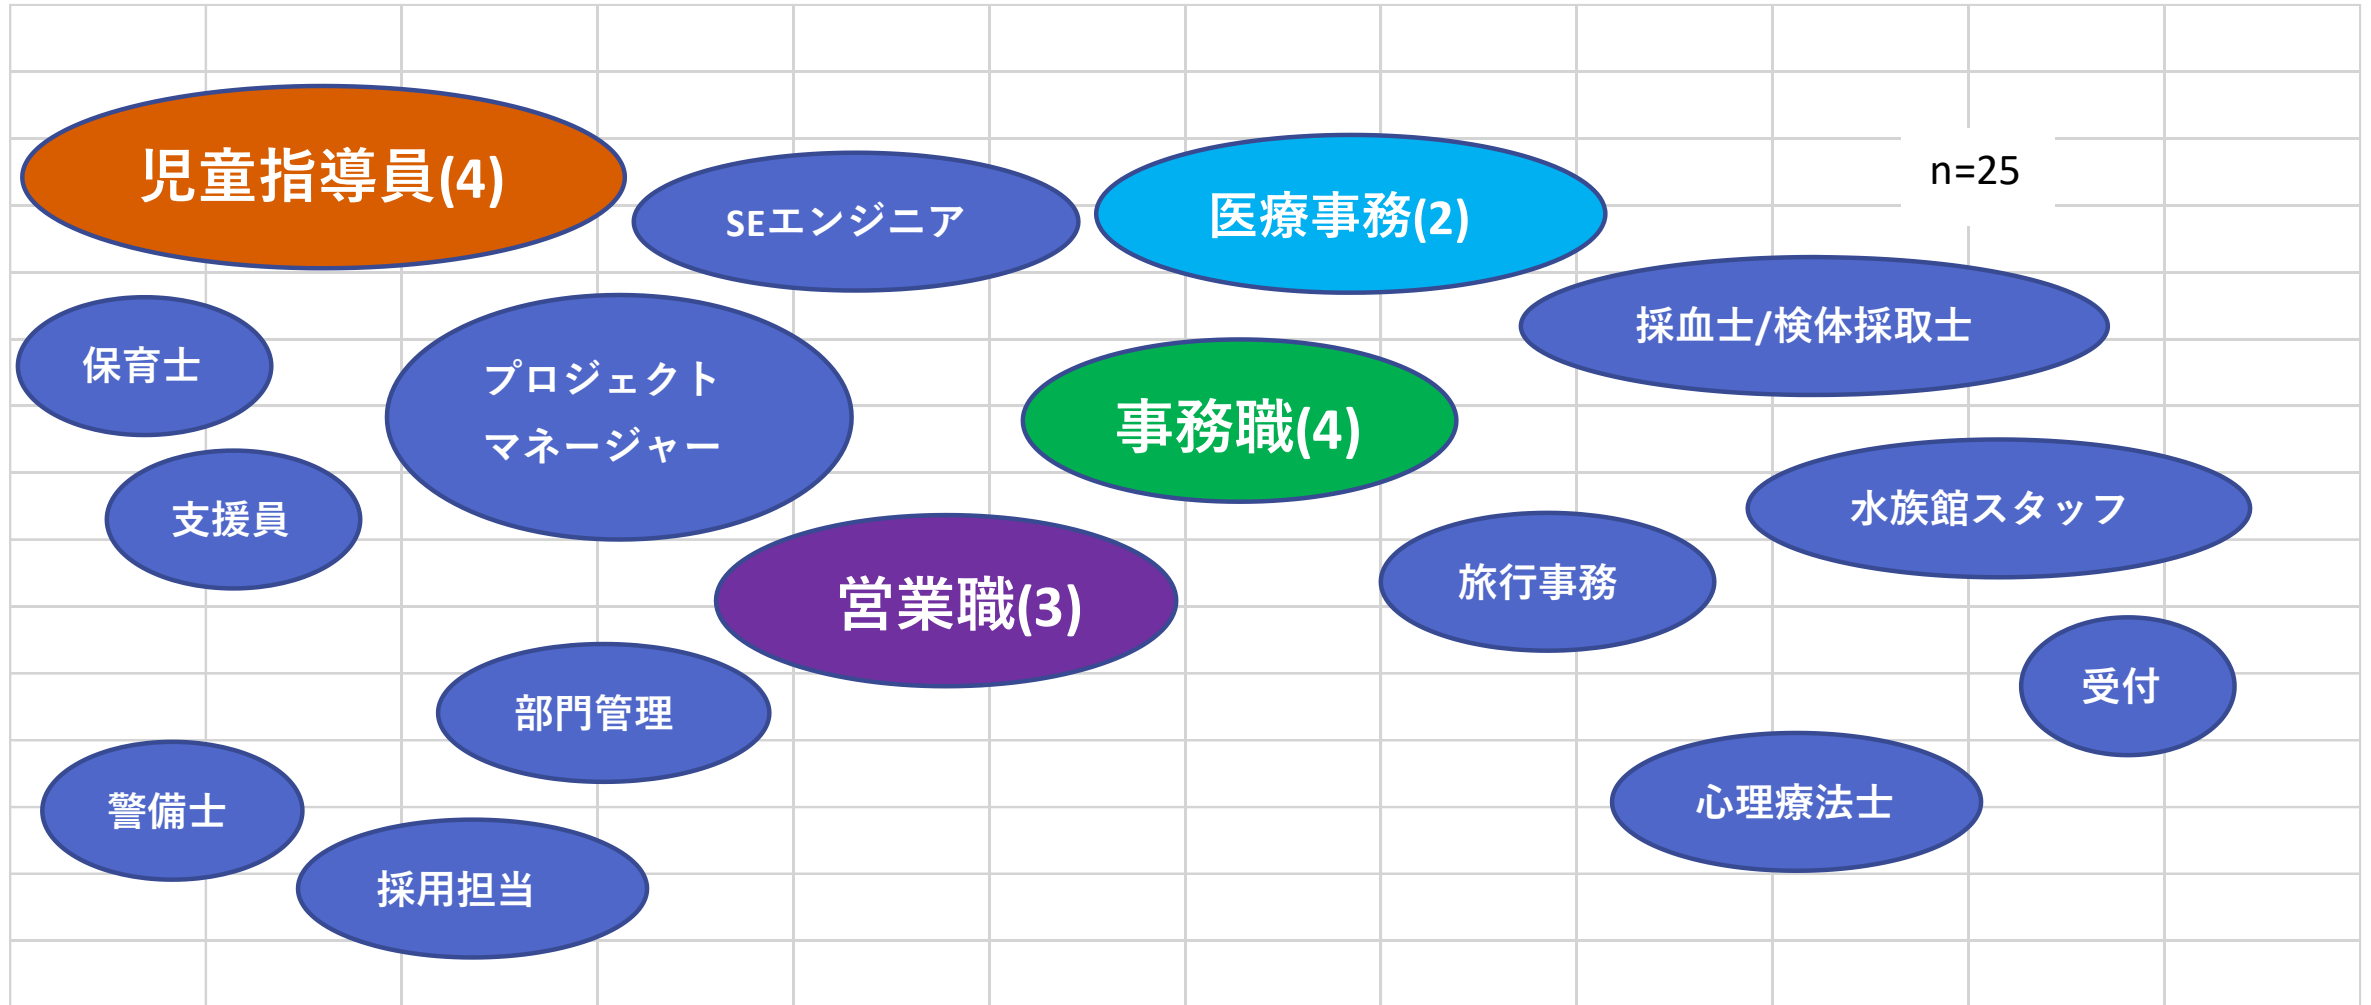 児童指導員(4)
SEエンジニア
医療事務(2)
n=25
保育士
プロジェクト
マネージャー
事務職(4)
採血士/検体採取士
支援員
営業職(3)
旅行事務
水族館スタッフ
部門管理
受付
警備士
採用担当
心理療法士